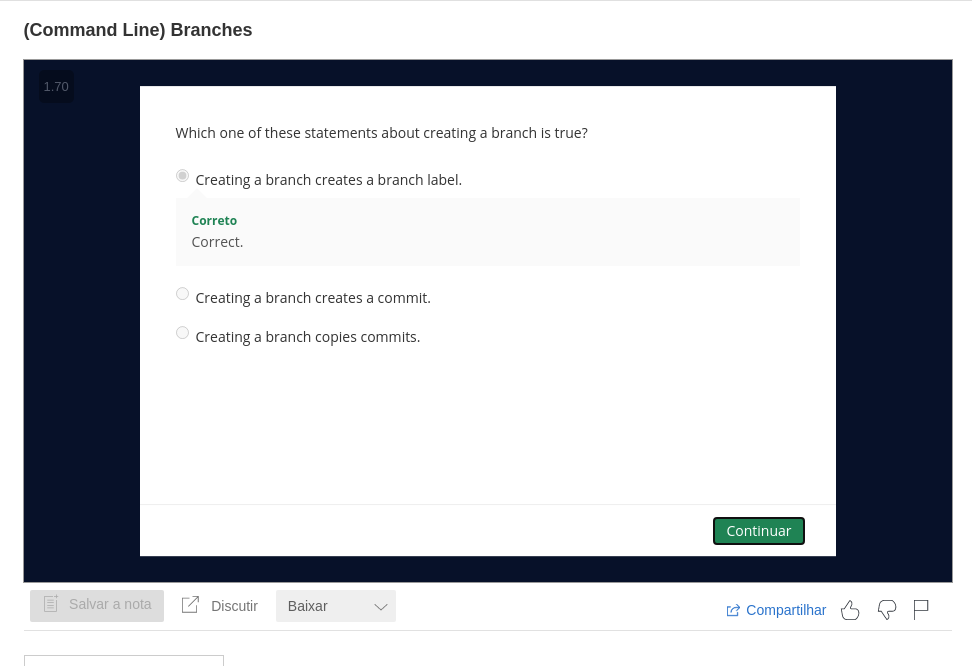 (Command Line) Branches
1.70
Which one of these statements about creating a branch is true?
Creating a branch creates a branch label.
Correto
Correct.
Creating a branch creates a commit.
Creating a branch copies commits.
Continuar
Salvar a nota
Discutir
Baixar
Compartilhar